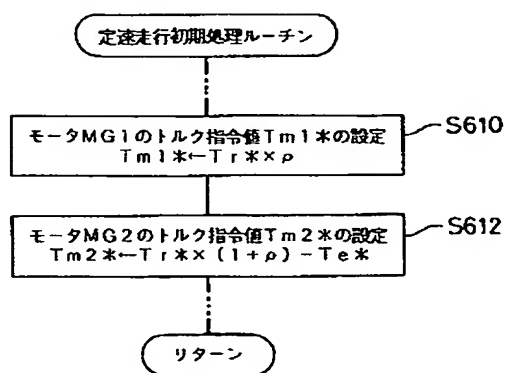 定速走行初期処理ルーチン
モータMG1のトルク指令値Tm1*の設定
Tm1*←Tr*×ρ
S610
モータMG2のトルク指令値Tm2*の設定
Tm2*←Tr*×(1+ρ)-Te*
S612
リターン